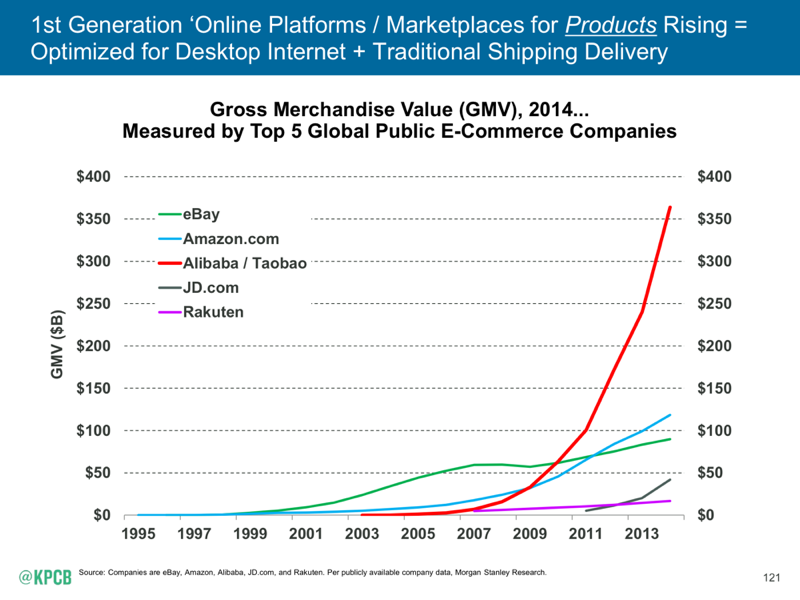 1st Generation ‘Online Platforms / Marketplaces for Products Rising =
Optimized for Desktop Internet + Traditional Shipping Delivery
Gross Merchandise Value (GMV), 2014...
Measured by Top 5 Global Public E-Commerce Companies
GMV ($B)
$400
$350
$300
$250
$200
$150
$100
$50
$0
eBay
Amazon.com
Alibaba / Taobao
JD.com
Rakuten
$400
$350
$300
$250
$200
$150
$100
$50
$0
1995 1997 1999 2001 2003 2005 2007 2009 2011 2013
@KPCB
Source: Companies are eBay, Amazon, Alibaba, JD.com, and Rakuten. Per publicly available company data, Morgan Stanley Research.
121